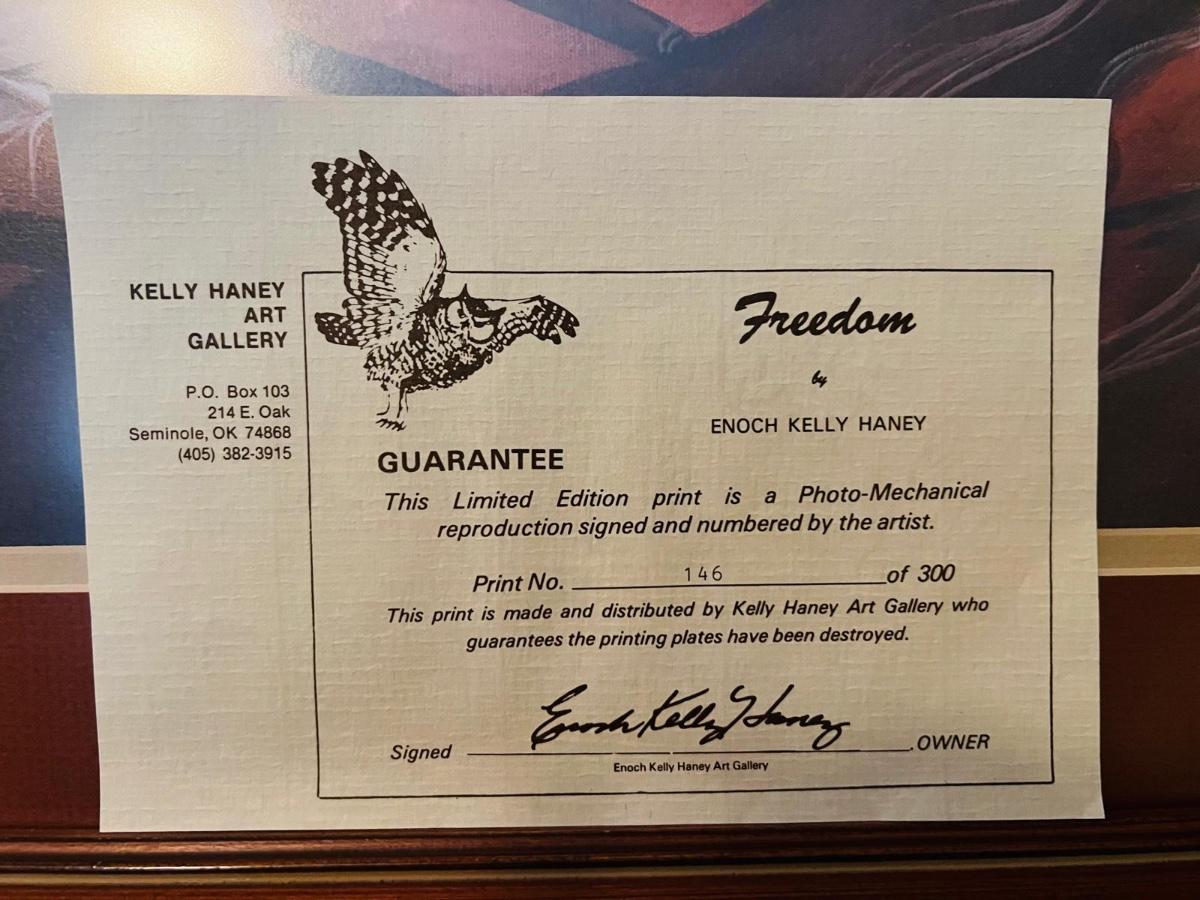 KELLY HANEY
ART
GALLERY
P.O. Box 103
214 E. Oak
Seminole, OK 74868
(405) 382-3915
Freedom
by
ENOCH KELLY HANEY
GUARANTEE
This Limited Edition print is a Photo-Mechanical
reproduction signed and numbered by the artist.
Print No. 146 of 300
This print is made and distributed by Kelly Haney Art Gallery who
guarantees the printing plates have been destroyed.
Signed Enoch Kelly Haney , OWNER
Enoch Kelly Haney Art Gallery